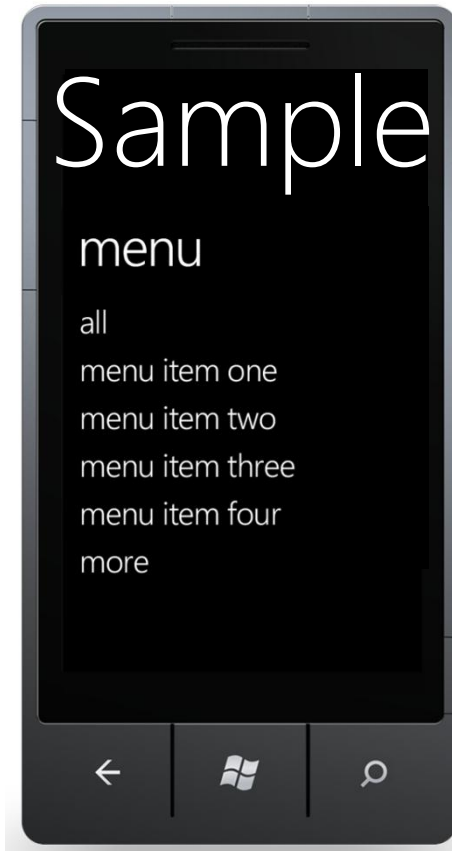 Sample
menu
all
menu item one
menu item two
menu item three
menu item four
more